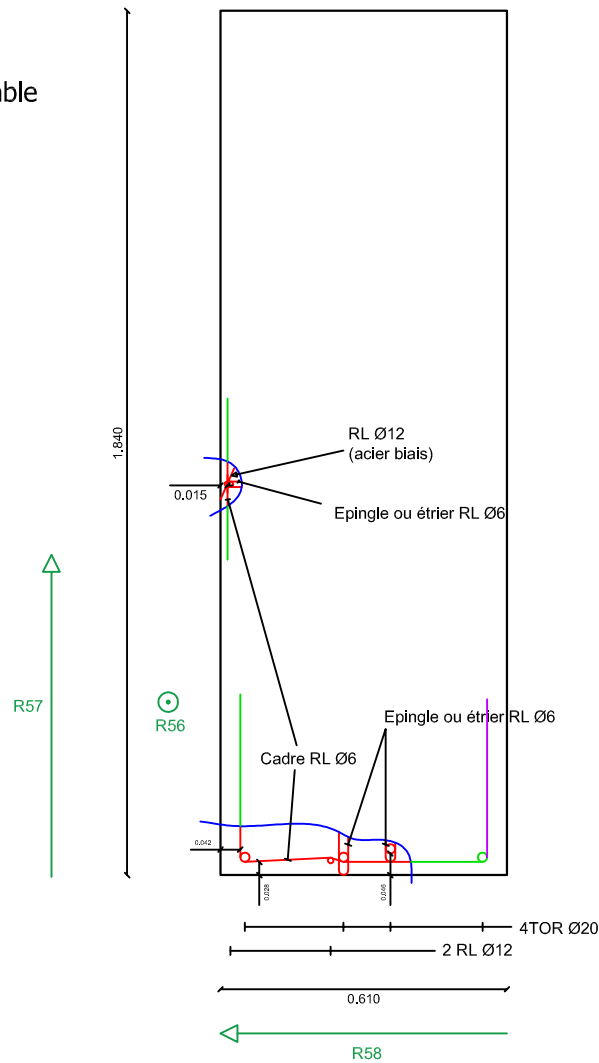 able
1.840
RL Ø12
(acier biais)
0.015
Epingle ou étrier RL Ø6
R57
R56
Epingle ou étrier RL Ø6
Cadre RL Ø6
0.042
0.028
0.046
4TOR Ø20
2 RL Ø12
0.610
R58